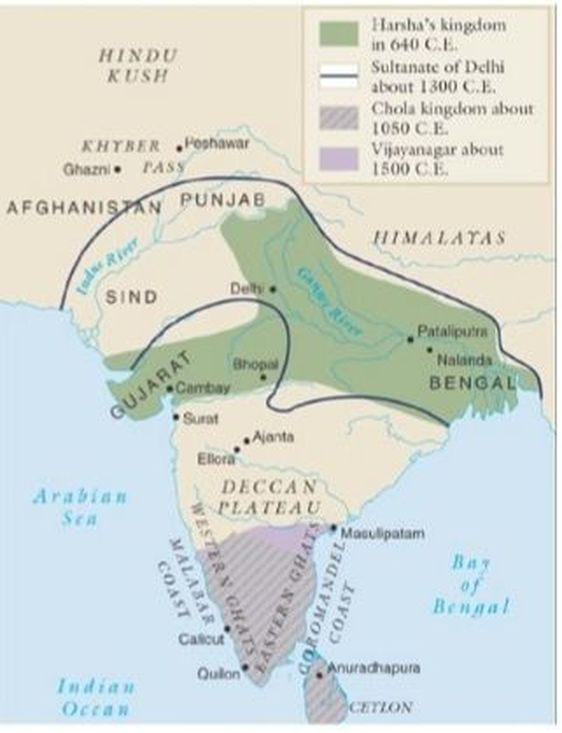 Harsha's kingdom
in 640 C.E.
Sultanate of Delhi
about 1300 C.E.
Chola kingdom about
1050 C.E.
Vijayanagar about
1500 C.E.
HINDU
KUSH
KHYBER
PASS
Peshawar
Ghazni
AFGHANISTAN
PUNJAB
HIMALAYAS
Indus River
SIND
Delhi
Ganges River
Pataliputra
Nalanda
BENGAL
Bhopal
GUJARAT
Cambay
Surat
Ajanta
Ellora
Arabian
Sea
DECCAN
PLATEAU
Masulipatam
WESTERN GHATS
EASTERN GHATS
MALABAR
COAST
COROMANDEL
COAST
Bay
of
Bengal
Calicut
Quilon
Anuradhapura
CEYLON
Indian
Ocean